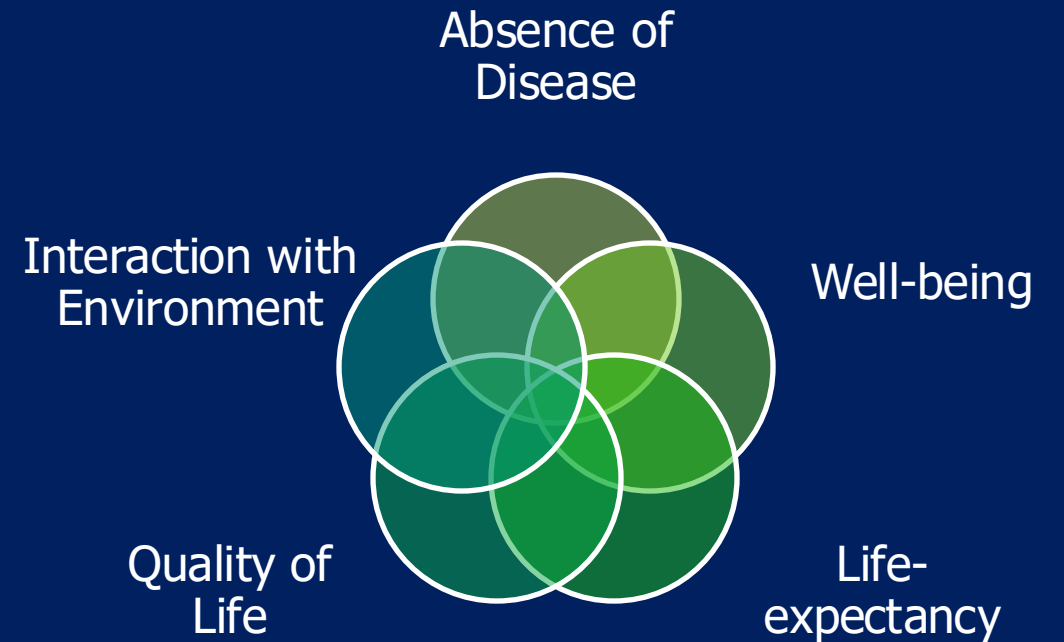 Absence of
Disease
Interaction with
Environment
Well-being
Quality of
Life
Life-
expectancy